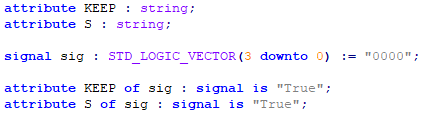 attribute KEEP : string;
attribute S : string;
signal sig : STD_LOGIC_VECTOR(3 downto 0) := "0000";
attribute KEEP of sig : signal is "True";
attribute S of sig : signal is "True";